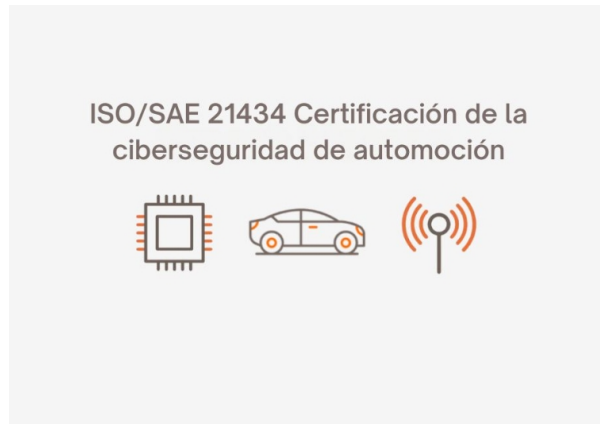 ISO/SAE 21434 Certificación de la
ciberseguridad de automoción